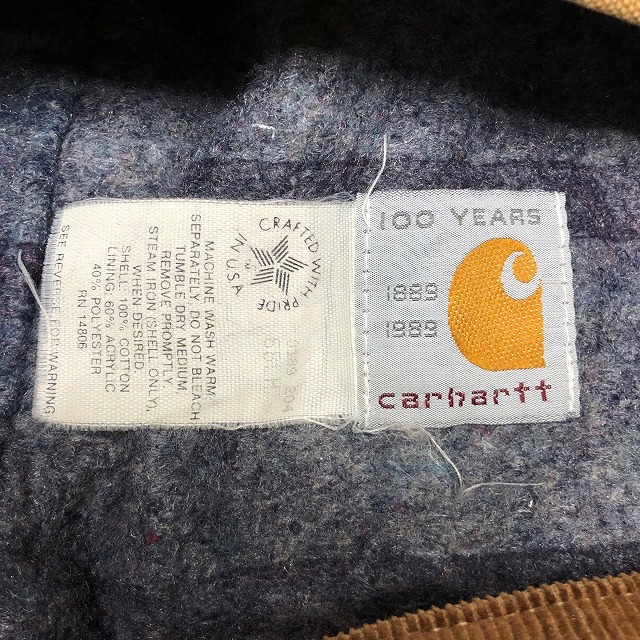 100 YEARS
1889
1989
carhartt
CRAFTED WITH PRIDE
IN USA
MACHINE WASH WARM
SEPARATELY. DO NOT BLEACH
TUMBLE DRY MEDIUM.
REMOVE PROMPTLY.
STEAM IRON (SHELL ONLY),
WHEN DESIRED.
SHELL: 100% COTTON
LINING: 60% ACRYLIC
40% POLYESTER
RN 14806
SEE REVERSE FOR WARNING